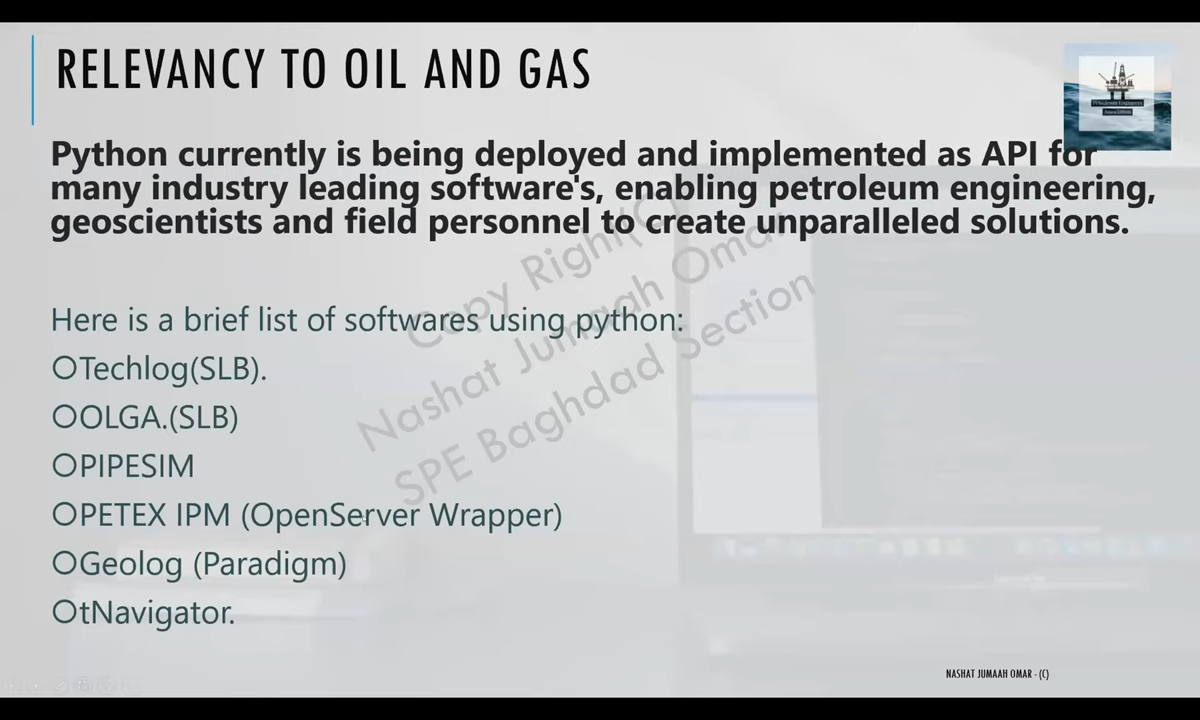 RELEVANCY TO OIL AND GAS
Python currently is being deployed and implemented as API for
many industry leading software's, enabling petroleum engineering,
geoscientists and field personnel to create unparalleled solutions.
Here is a brief list of softwares using python:
Techlog(SLB).
OLGA.(SLB)
PIPESIM
PETEX IPM (OpenServer Wrapper)
Geolog (Paradigm)
tNavigator.
Copy Right(C)
Nashat Jumaah Omar
SPE Baghdad Section
NASHAT JUMAAH OMAR - (C)